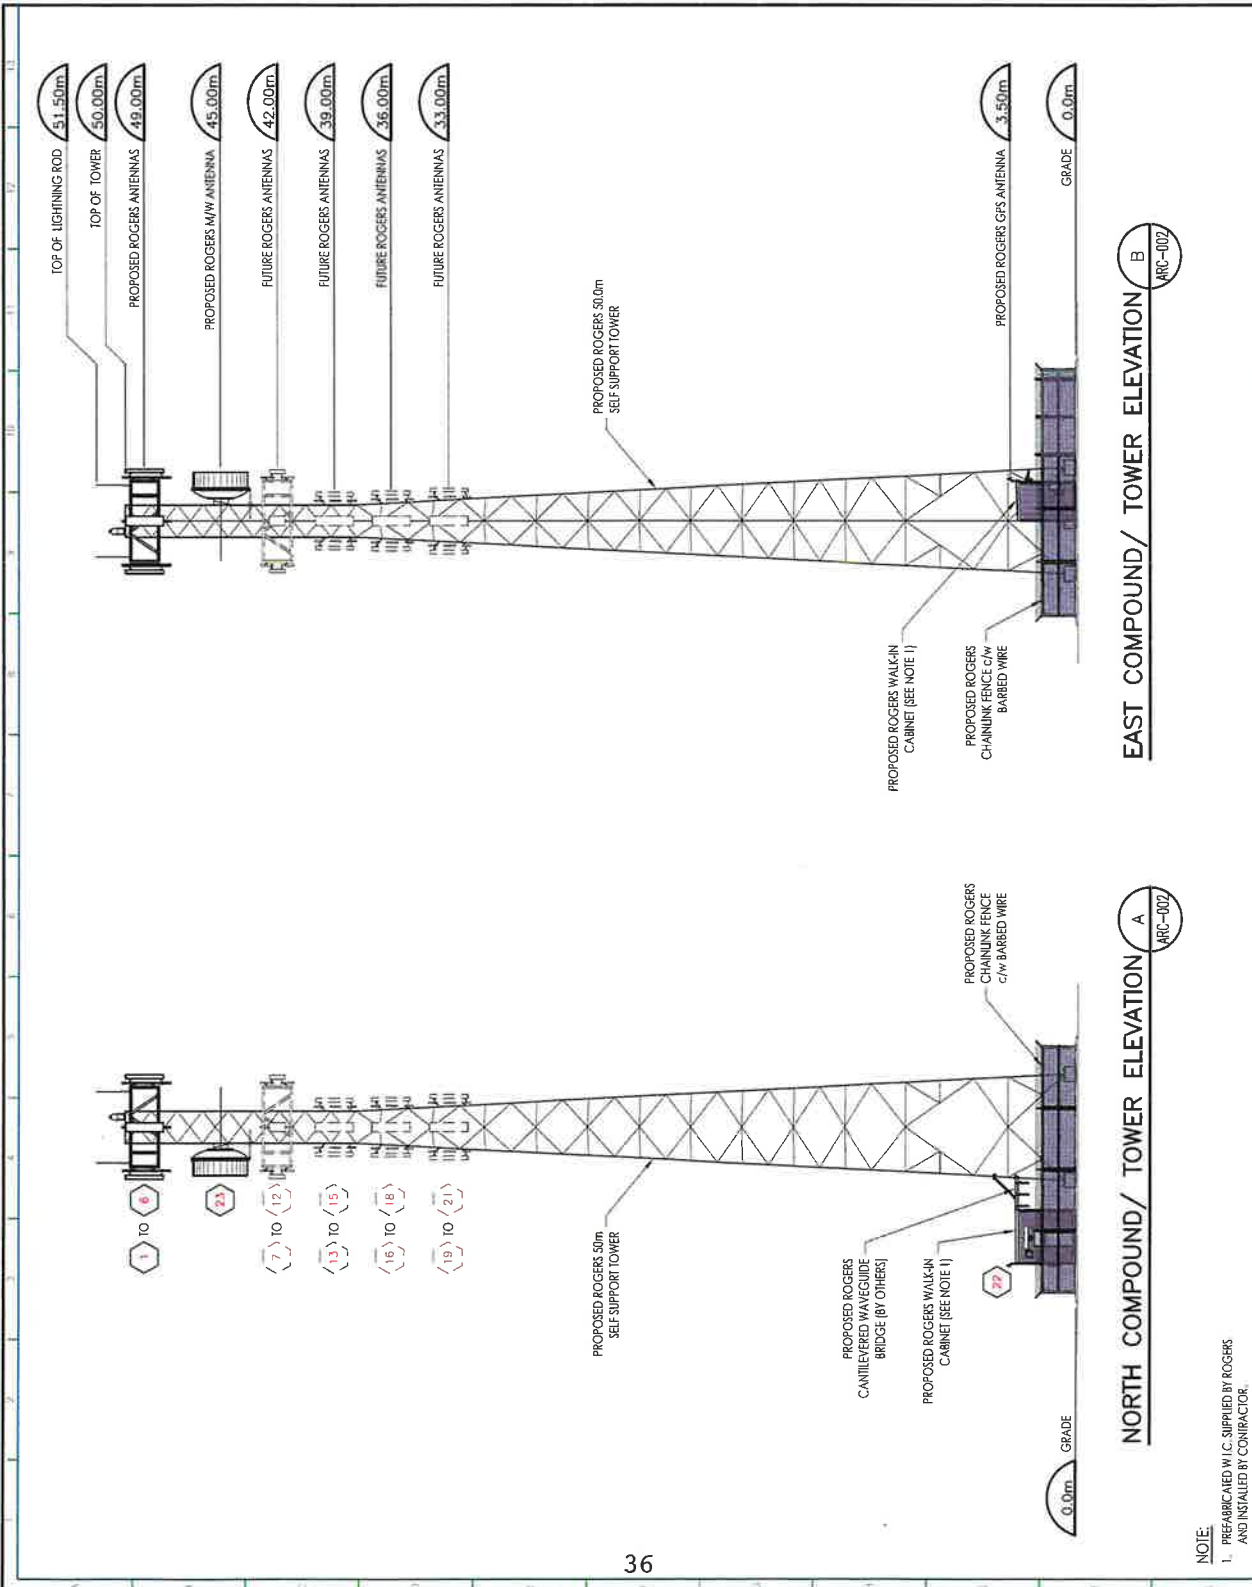 51.50m
TOP OF LIGHTNING ROD
50.00m
TOP OF TOWER
49.00m
PROPOSED ROGERS ANTENNAS
45.00m
PROPOSED ROGERS M/W ANTENNA
42.00m
FUTURE ROGERS ANTENNAS
39.00m
FUTURE ROGERS ANTENNAS
36.00m
FUTURE ROGERS ANTENNAS
33.00m
FUTURE ROGERS ANTENNAS
PROPOSED ROGERS 50.0m
SELF SUPPORT TOWER
3.50m
PROPOSED ROGERS GPS ANTENNA
0.0m
GRADE
PROPOSED ROGERS WALK-IN
CABINET (SEE NOTE 1)
PROPOSED ROGERS
CHAINLINK FENCE c/w
BARBED WIRE
EAST COMPOUND/ TOWER ELEVATION
B
ARC-002
1 TO 6
23
7 TO 12
13 TO 15
16 TO 18
19 TO 21
PROPOSED ROGERS 50m
SELF SUPPORT TOWER
PROPOSED ROGERS
CANTILEVERED WAVEGUIDE
BRIDGE (BY OTHERS)
PROPOSED ROGERS WALK-IN
CABINET (SEE NOTE 1)
22
PROPOSED ROGERS
CHAINLINK FENCE
c/w BARBED WIRE
0.0m
GRADE
NORTH COMPOUND/ TOWER ELEVATION
A
ARC-002
NOTE:
1. PREFABRICATED W.I.C. SUPPLIED BY ROGERS
AND INSTALLED BY CONTRACTOR.
36